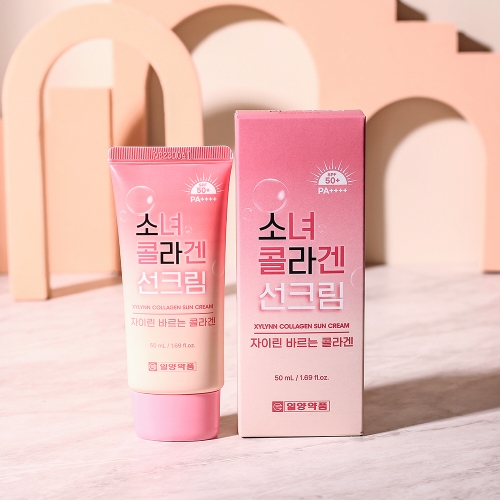 SPF
50+
PA++++
소녀
콜라겐
선크림
XYLYNN COLLAGEN SUN CREAM
자이린 바르는 콜라겐
50 mL / 1.69 fl.oz.
일양약품
SPF
50+
PA++++
소녀
콜라겐
선크림
XYLYNN COLLAGEN SUN CREAM
자이린 바르는 콜라겐
50 mL / 1.69 fl.oz.
일양약품